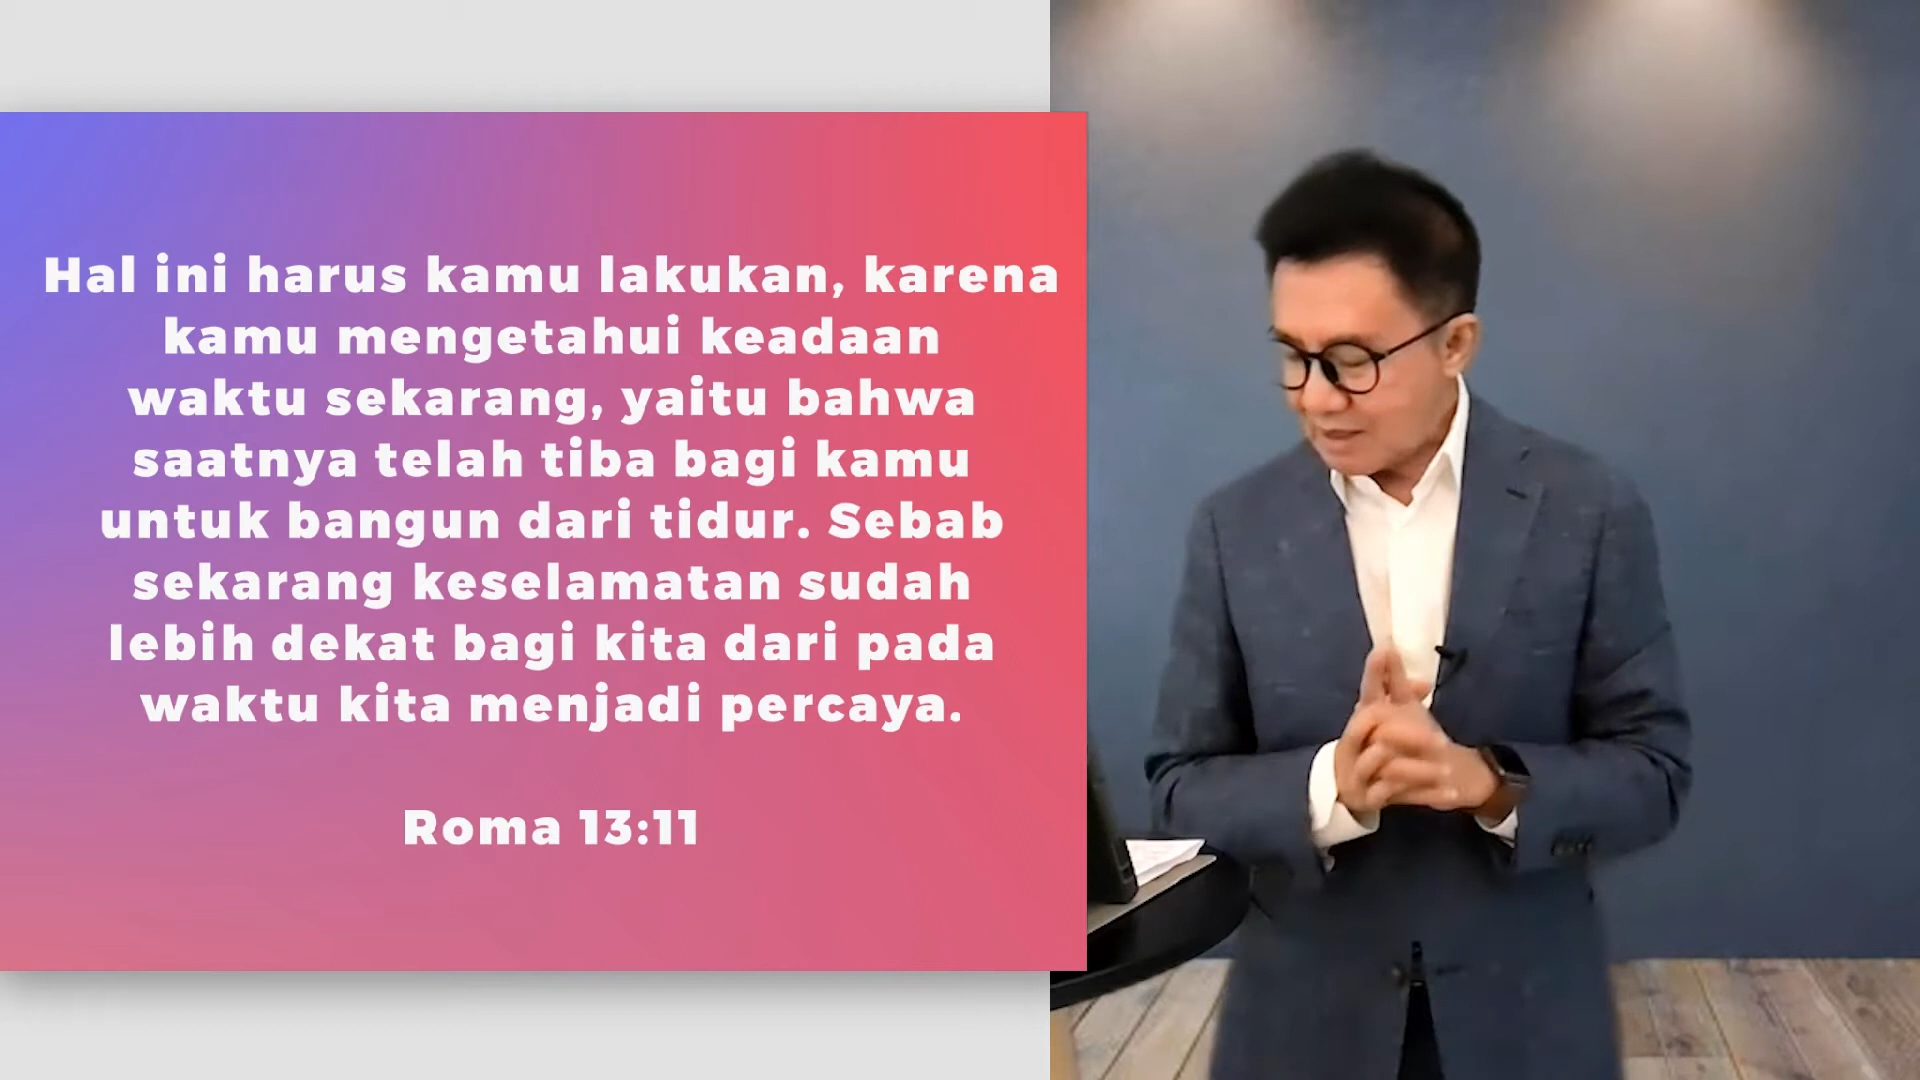 Hal ini harus kamu lakukan, karena
kamu mengetahui keadaan
waktu sekarang, yaitu bahwa
saatnya telah tiba bagi kamu
untuk bangun dari tidur. Sebab
sekarang keselamatan sudah
lebih dekat bagi kita dari pada
waktu kita menjadi percaya.
Roma 13:11